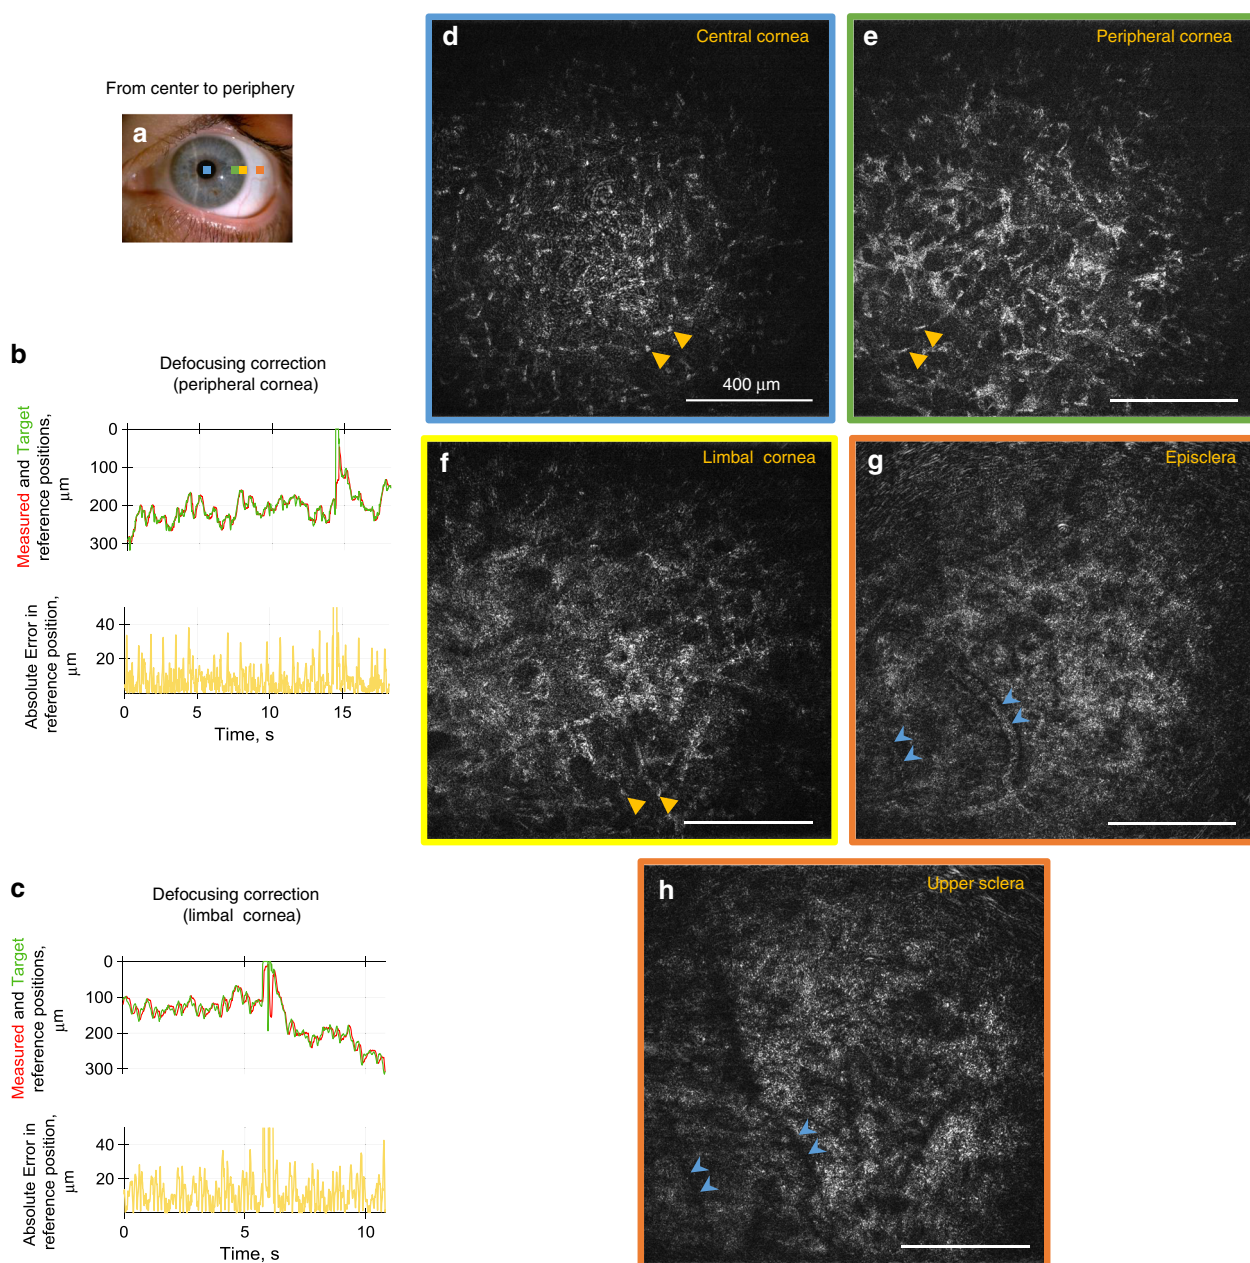 From center to periphery
a
b
Defocusing correction
(peripheral cornea)
Measured and Target
reference positions,
μm
0
100
200
300
Absolute Error in
reference position,
μm
40
20
0
5
10
15
Time, s
c
Defocusing correction
(limbal cornea)
Measured and Target
reference positions,
μm
0
100
200
300
Absolute Error in
reference position,
μm
40
20
0
5
10
Time, s
d
Central cornea
400 μm
e
Peripheral cornea
f
Limbal cornea
g
Episclera
h
Upper sclera